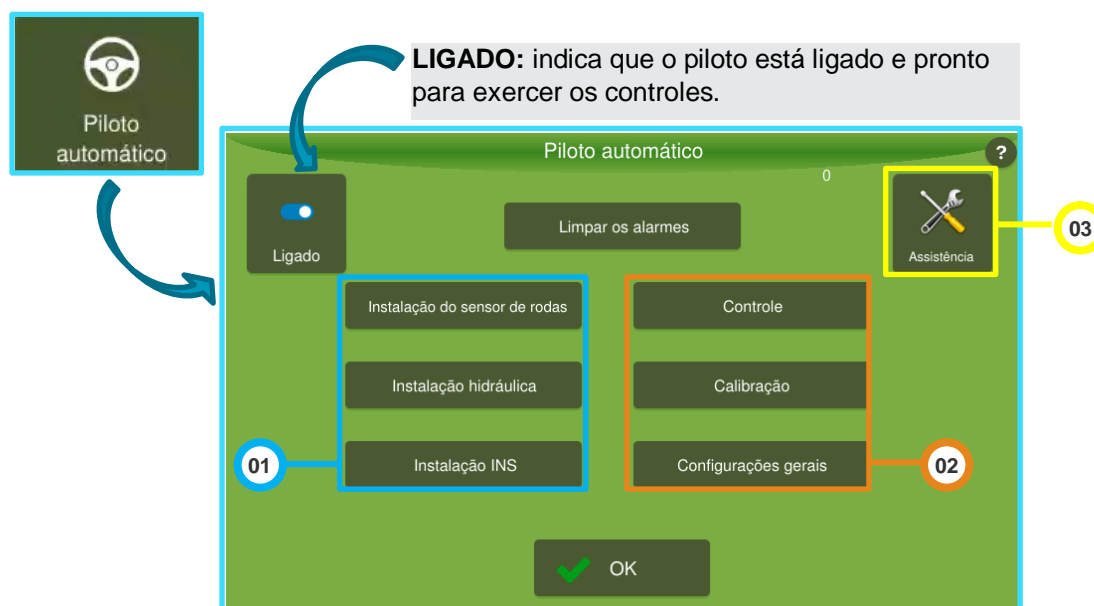 Piloto
automático
LIGADO: indica que o piloto está ligado e pronto
para exercer os controles.
Piloto automático
?
0
Ligado
Limpar os alarmes
Assistência
03
Instalação do sensor de rodas
Controle
Instalação hidráulica
Calibração
01
Instalação INS
Configurações gerais
02
OK